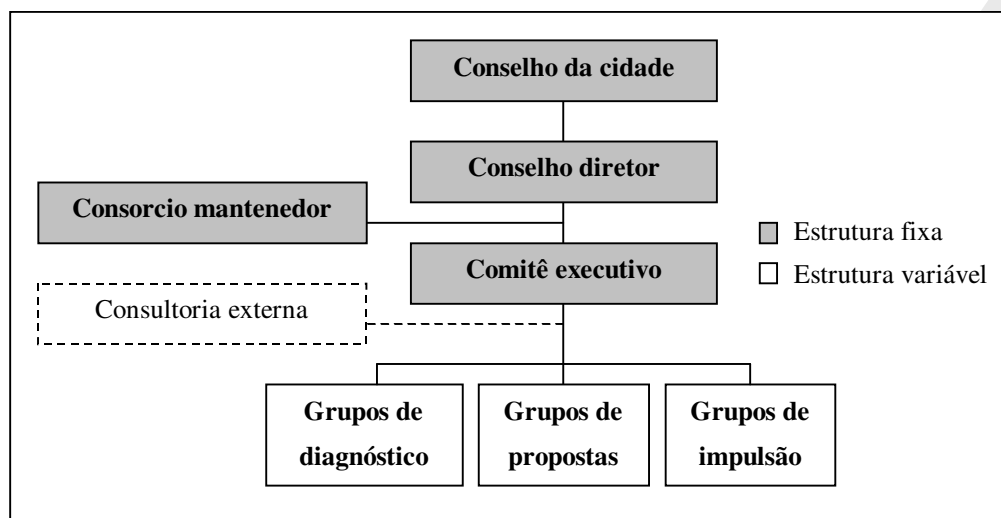 Conselho da cidade
Conselho diretor
Consorcio mantenedor
Estrutura fixa
Comitê executivo
Estrutura variável
Consultoria externa
Grupos de
diagnóstico
Grupos de
propostas
Grupos de
impulsão